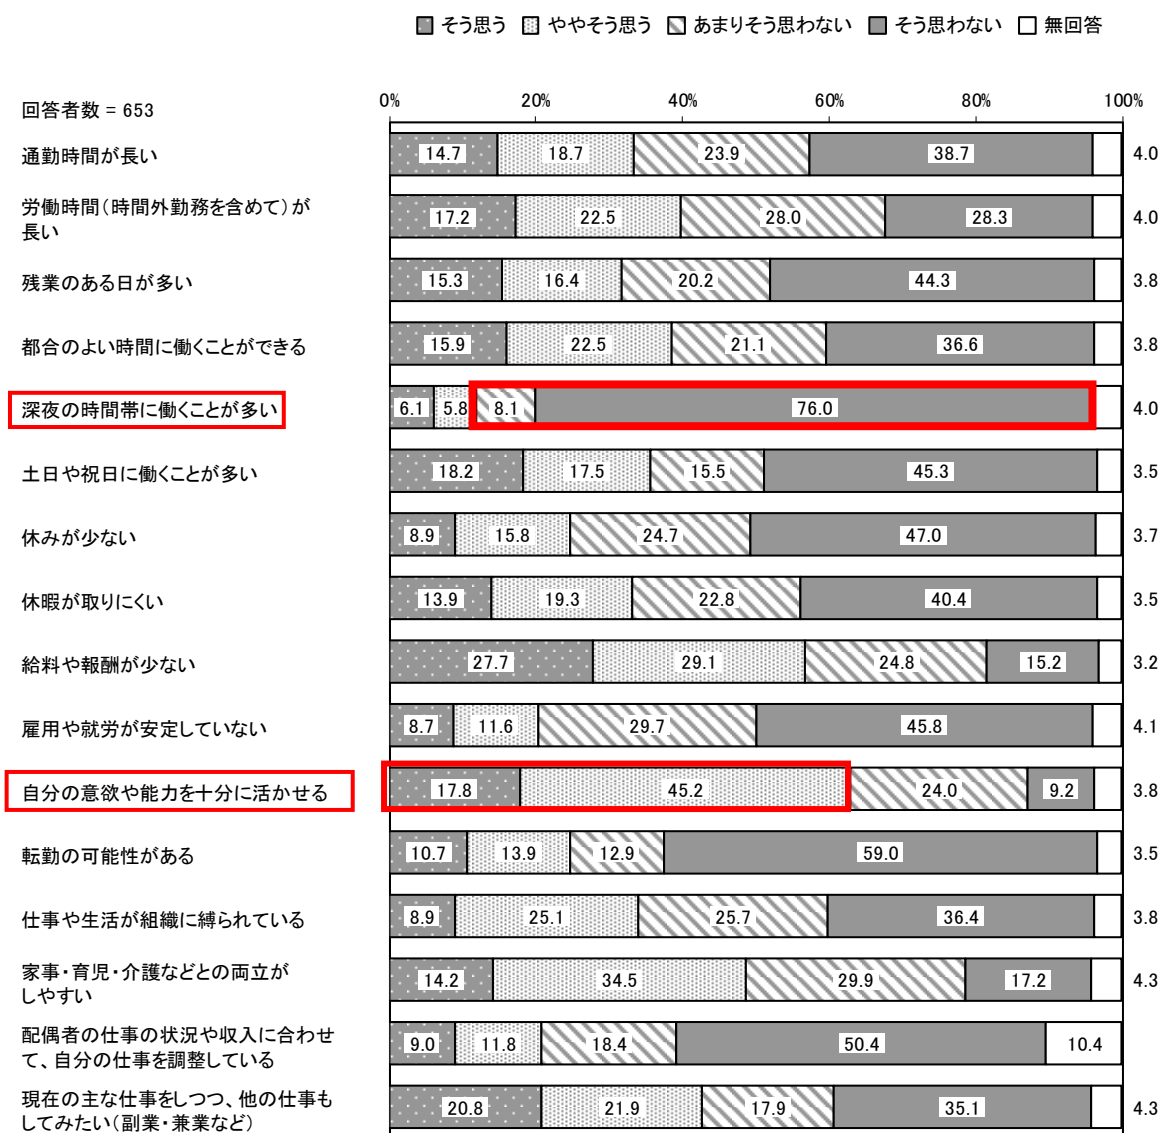 そう思う ややそう思う あまりそう思わない そう思わない 無回答
回答者数 = 653
0% 20% 40% 60% 80% 100%
通勤時間が長い 14.7 18.7 23.9 38.7 4.0
労働時間(時間外勤務を含めて)が
長い 17.2 22.5 28.0 28.3 4.0
残業のある日が多い 15.3 16.4 20.2 44.3 3.8
都合のよい時間に働くことができる 15.9 22.5 21.1 36.6 3.8
深夜の時間帯に働くことが多い 6.1 5.8 8.1 76.0 4.0
土日や祝日に働くことが多い 18.2 17.5 15.5 45.3 3.5
休みが少ない 8.9 15.8 24.7 47.0 3.7
休暇が取りにくい 13.9 19.3 22.8 40.4 3.5
給料や報酬が少ない 27.7 29.1 24.8 15.2 3.2
雇用や就労が安定していない 8.7 11.6 29.7 45.8 4.1
自分の意欲や能力を十分に活かせる 17.8 45.2 24.0 9.2 3.8
転勤の可能性がある 10.7 13.9 12.9 59.0 3.5
仕事や生活が組織に縛られている 8.9 25.1 25.7 36.4 3.8
家事・育児・介護などとの両立が
しやすい 14.2 34.5 29.9 17.2 4.3
配偶者の仕事の状況や収入に合わせ
て、自分の仕事を調整している 9.0 11.8 18.4 50.4 10.4
現在の主な仕事をしつつ、他の仕事も
してみたい(副業・兼業など) 20.8 21.9 17.9 35.1 4.3